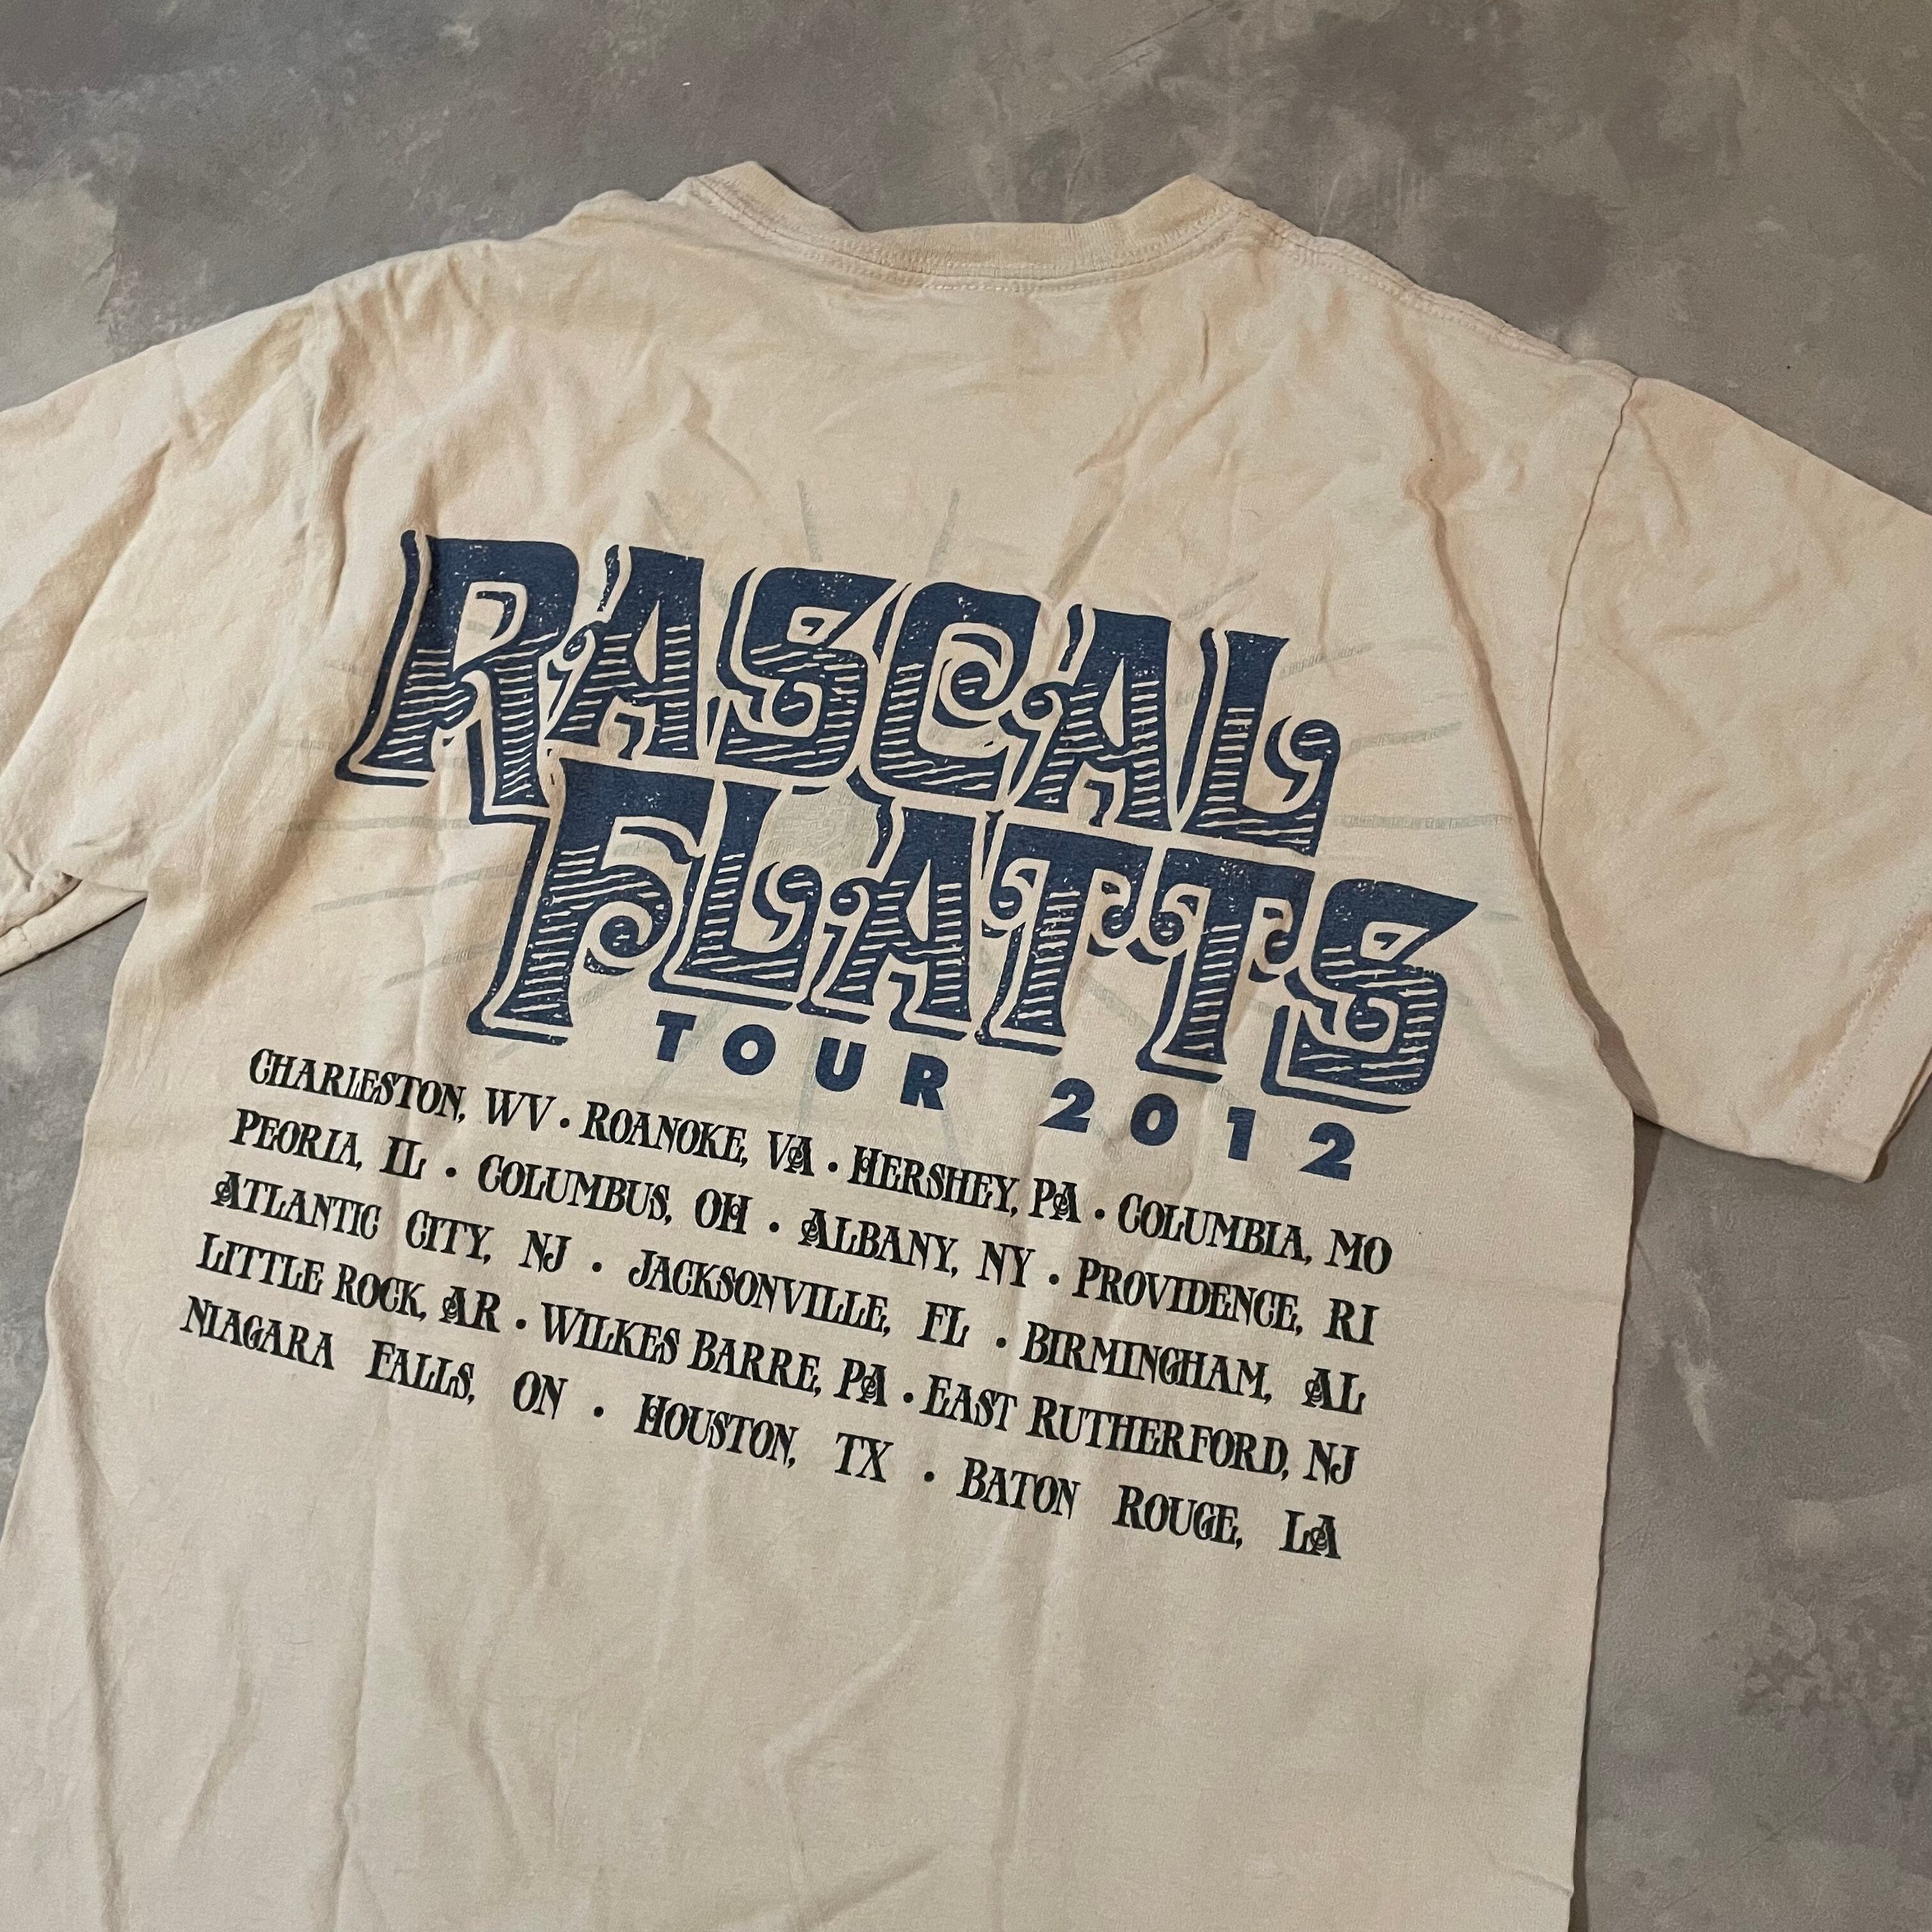 RASCAL
FLATTS
TOUR 2012
CHARLESTON, WV • ROANOKE, VA • HERSHEY, PA • COLUMBIA, MO
PEORIA, IL • COLUMBUS, OH • ALBANY, NY • PROVIDENCE, RI
ATLANTIC CITY, NJ • JACKSONVILLE, FL • BIRMINGHAM, AL
LITTLE ROCK, AR • WILKES BARRE, PA • EAST RUTHERFORD, NJ
NIAGARA FALLS, ON • HOUSTON, TX • BATON ROUGE, LA